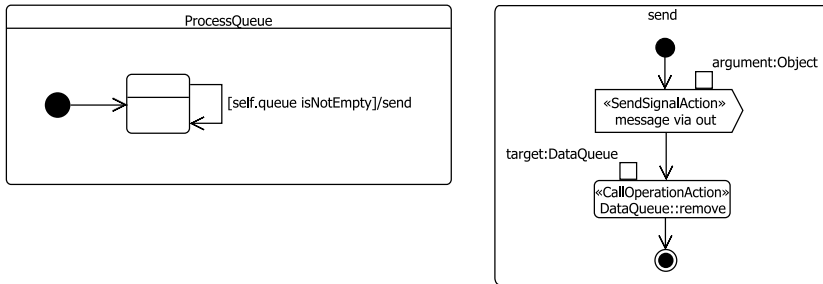 ProcessQueue
[self.queue isNotEmpty]/send
send
argument:Object
«SendSignalAction»
message via out
target:DataQueue
«CallOperationAction»
DataQueue::remove